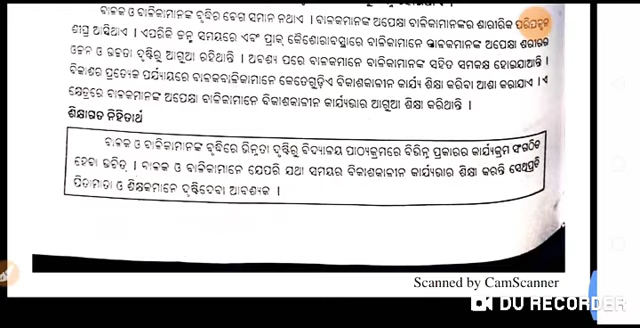 ବାଳକ ଓ ବାଳିକାମାନଙ୍କ ବୃଦ୍ଧିର ବେଗ ସମାନ ନଥାଏ । ବାଳକମାନଙ୍କ ଅପେକ୍ଷା ବାଳିକାମାନଙ୍କର ଶାରୀରିକ ପରିପକ୍ୱତା
ଶୀଘ୍ର ଆସିଥାଏ । ଏପରିକି ଜନ୍ମ ସମୟରେ ଏବଂ ପ୍ରାକ୍ କୈଶୋରାବସ୍ଥାରେ ବାଳିକାମାନେ ବାଳକମାନଙ୍କ ଅପେକ୍ଷା ଶରୀରର
ଓଜନ ଓ ଉଚ୍ଚତା ଦୃଷ୍ଟିରୁ ଆଗୁଆ ରହିଥାନ୍ତି । ଅବଶ୍ୟ ପରେ ବାଳକମାନେ ବାଳିକାମାନଙ୍କ ସହିତ ସମକକ୍ଷ ହୋଇଯାଆନ୍ତି ।
ବିକାଶର ପ୍ରତ୍ୟେକ ପର୍ଯ୍ୟାୟରେ ବାଳକବାଳିକାମାନେ କେତେଗୁଡ଼ିଏ ବିକାଶକାଳୀନ କାର୍ଯ୍ୟ ଶିକ୍ଷା କରିବା ଆଶା କରାଯାଏ । ଏ
କ୍ଷେତ୍ରରେ ବାଳକମାନଙ୍କ ଅପେକ୍ଷା ବାଳିକାମାନେ ବିକାଶକାଳୀନ କାର୍ଯ୍ୟଭାର ଆଗୁଆ ଶିକ୍ଷା କରିଥାନ୍ତି ।
ଶିକ୍ଷାଗତ ନିହିତାର୍ଥ
ବାଳକ ଓ ବାଳିକାମାନଙ୍କ ବୃଦ୍ଧିରେ ଭିନ୍ନତା ଦୃଷ୍ଟିରୁ ବିଦ୍ୟାଳୟ ପାଠ୍ୟକ୍ରମରେ ବିଭିନ୍ନ ପ୍ରକାରର କାର୍ଯ୍ୟକ୍ରମ ସଂଗଠିତ
ହେବା ଉଚିତ୍ । ବାଳକ ଓ ବାଳିକାମାନେ ଯେପରି ଯଥା ସମୟର ବିକାଶକାଳୀନ କାର୍ଯ୍ୟଭାର ଶିକ୍ଷା କରନ୍ତି ସେଥିପ୍ରତି
ପିତାମାତା ଓ ଶିକ୍ଷକମାନେ ଦୃଷ୍ଟିଦେବା ଆବଶ୍ୟକ ।
Scanned by CamScanner
DU RECORDER